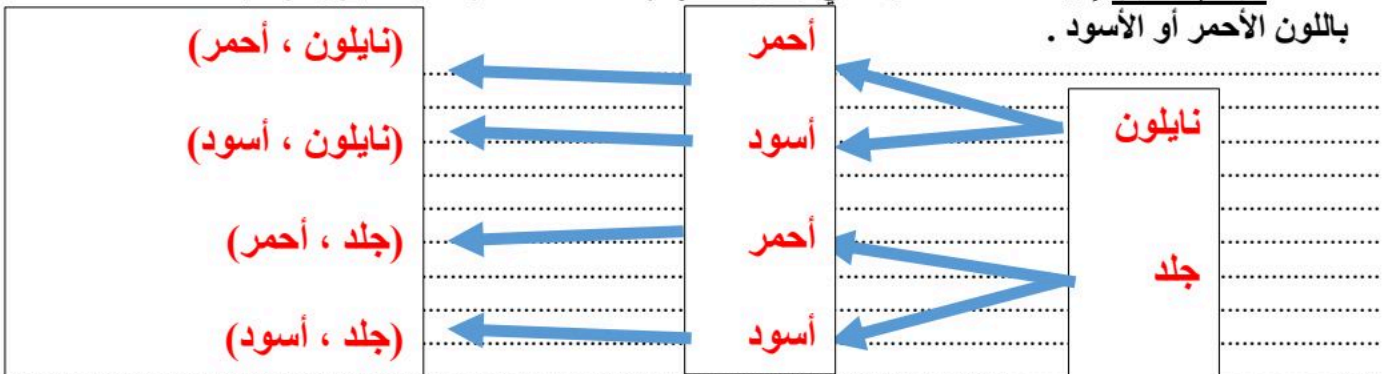 باللون الأحمر أو الأسود .
نايلون
جلد
أحمر
أسود
أحمر
أسود
(نايلون ، أحمر)
(نايلون ، أسود)
(جلد ، أحمر)
(جلد ، أسود)